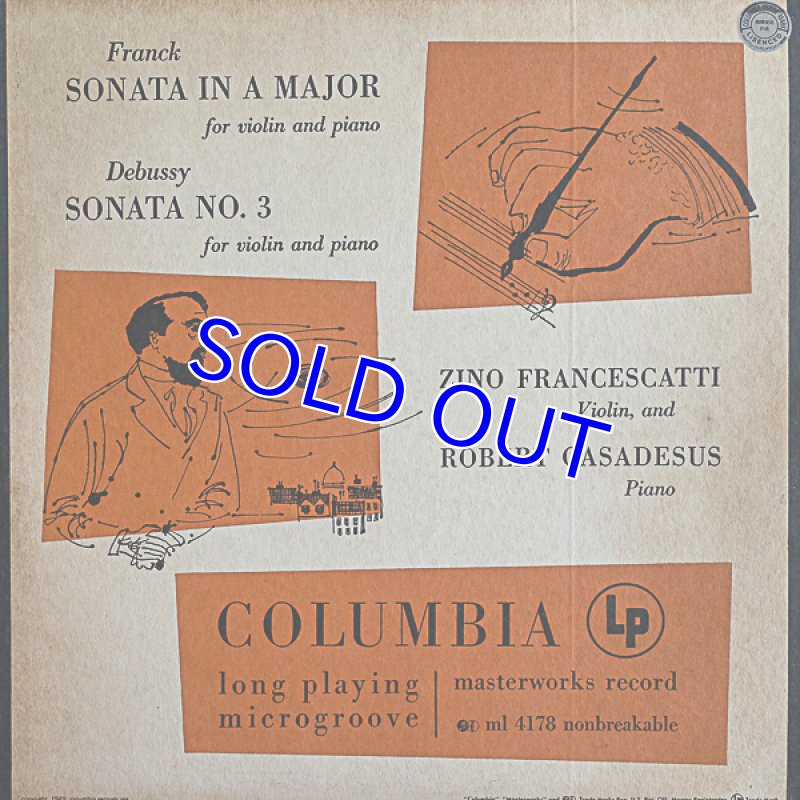 Franck
SONATA IN A MAJOR
for violin and piano
Debussy
SONATA NO. 3
for violin and piano
SOLD OUT
ZINO FRANCESCATTI
Violin, and
ROBERT CASADESUS
Piano
COLUMBIA Lp
long playing
microgroove
masterworks record
ml 4178 nonbreakable
LICENCED